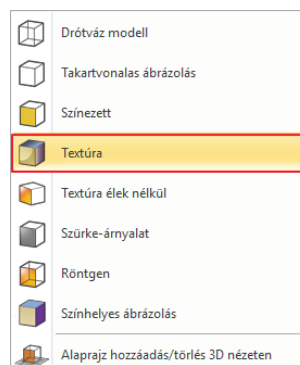 Drótváz modell
Takartvonalas ábrázolás
Színezett
Textúra
Textúra élek nélkül
Szürke-árnyalat
Röntgen
Színhelyes ábrázolás
Alaprajz hozzáadás/törlés 3D nézeten